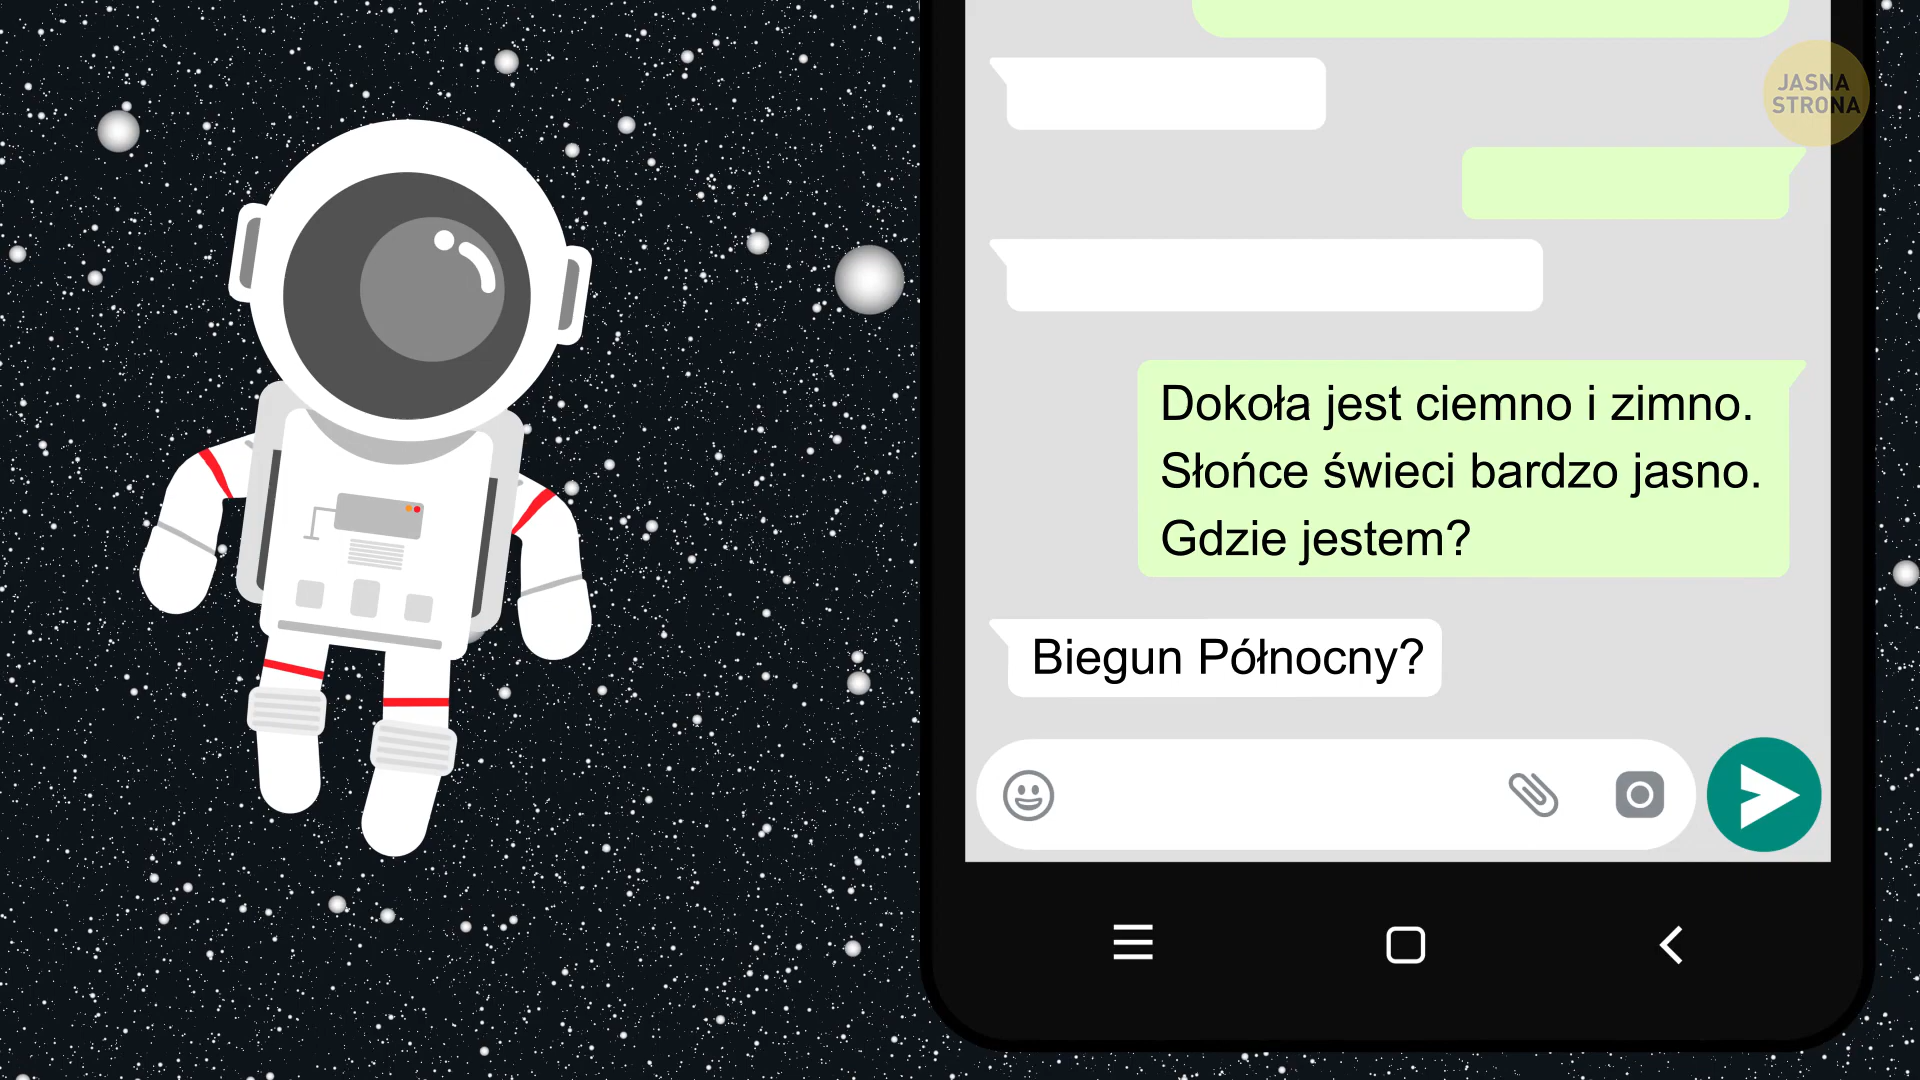 JASNA
STRONA
Dokoła jest ciemno i zimno.
Słońce świeci bardzo jasno.
Gdzie jestem?
Biegun Północny?